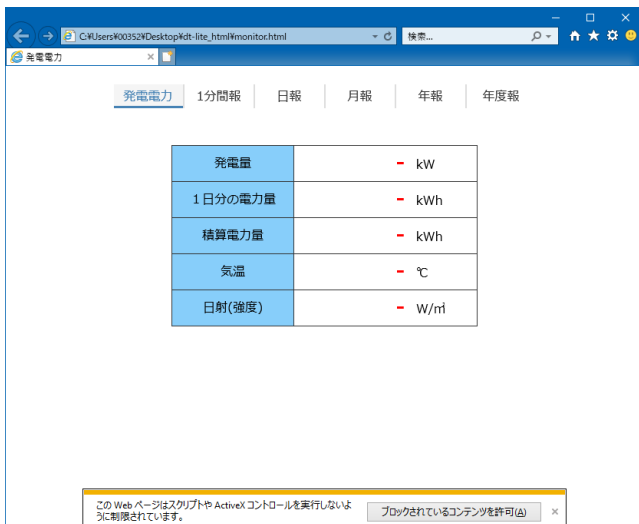 C:¥Users¥00352¥Desktop¥dt-lite_html¥monitor.html
検索...
発電電力
発電電力 1分間報 日報 月報 年報 年度報
発電量 - kW
1日分の電力量 - kWh
積算電力量 - kWh
気温 - ℃
日射(強度) - W/㎡
この Web ページはスクリプトや ActiveX コントロールを実行しないよ
うに制限されています。
ブロックされているコンテンツを許可(A)